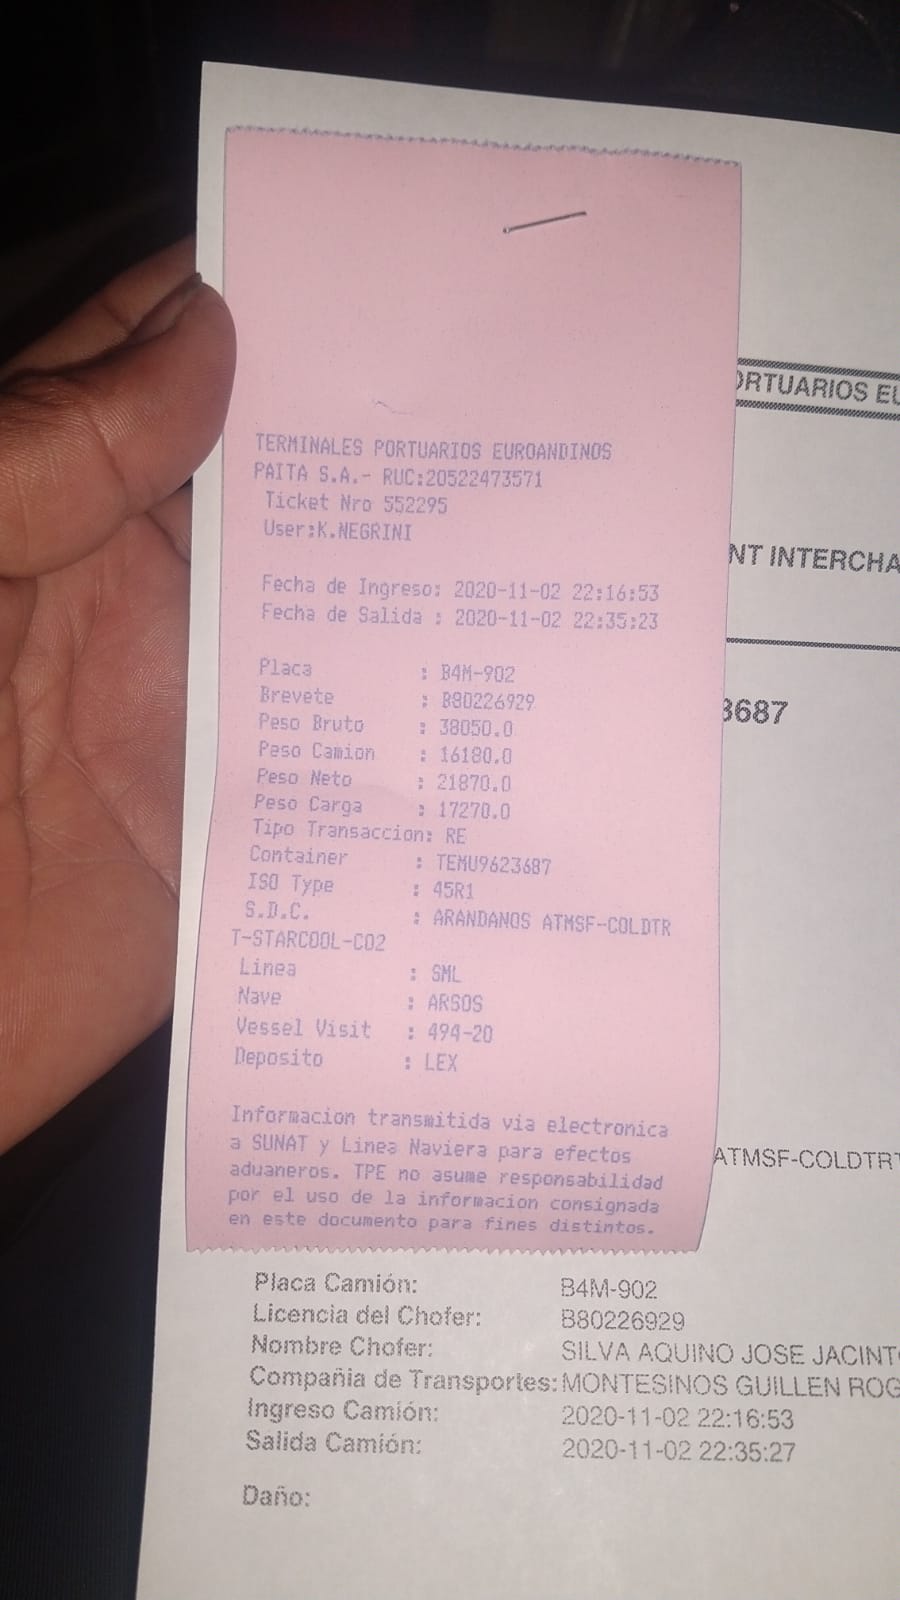 TERMINALES PORTUARIOS EUROANDINOS
PAITA S.A.- RUC:20522473571
Ticket Nro 552295
User:K.NEGRINI
Fecha de Ingreso: 2020-11-02 22:16:53
Fecha de Salida : 2020-11-02 22:35:23
Placa : B4M-902
Brevete : B80226929
Peso Bruto : 38050.0
Peso Camion : 16180.0
Peso Neto : 21870.0
Peso Carga : 17270.0
Tipo Transaccion: RE
Container : TEMU9623687
ISO Type : 45R1
S.D.C. : ARANDANOS ATMSF-COLDTR
T-STARCOOL-CO2
Linea : SML
Nave : ARSOS
Vessel Visit : 494-20
Deposito : LEX
Informacion transmitida via electronica
a SUNAT y Linea Naviera para efectos
aduaneros. TPE no asume responsabilidad
por el uso de la informacion consignada
en este documento para fines distintos.
ORTUARIOS EU
NT INTERCHA
3687
ATMSF-COLDTRT
Placa Camión: B4M-902
Licencia del Chofer: B80226929
Nombre Chofer: SILVA AQUINO JOSE JACINTO
Compañia de Transportes: MONTESINOS GUILLEN ROG
Ingreso Camión: 2020-11-02 22:16:53
Salida Camión: 2020-11-02 22:35:27
Daño: